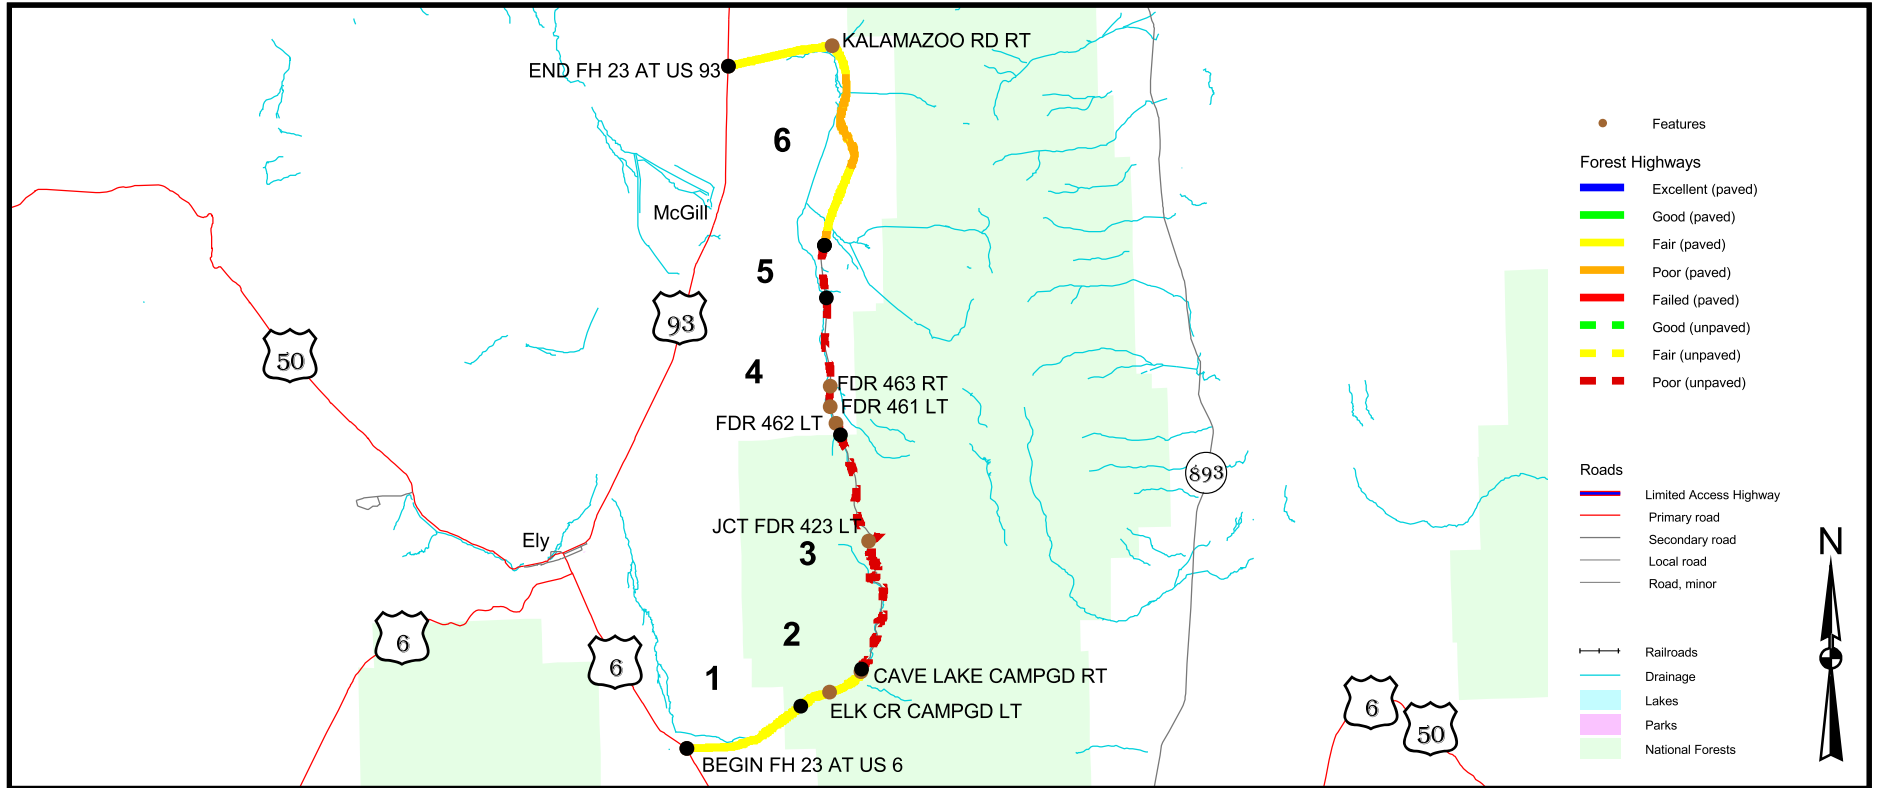 KALAMAZOO RD RT
END FH 23 AT US 93
6
McGill
5
93
50
4
FDR 463 RT
FDR 461 LT
FDR 462 LT
893
JCT FDR 423 LT
Ely
3
6
6
2
1
CAVE LAKE CAMPGD RT
ELK CR CAMPGD LT
BEGIN FH 23 AT US 6
6
50
Features
Forest Highways
Excellent (paved)
Good (paved)
Fair (paved)
Poor (paved)
Failed (paved)
Good (unpaved)
Fair (unpaved)
Poor (unpaved)
Roads
Limited Access Highway
Primary road
Secondary road
Local road
Road, minor
Railroads
Drainage
Lakes
Parks
National Forests
N